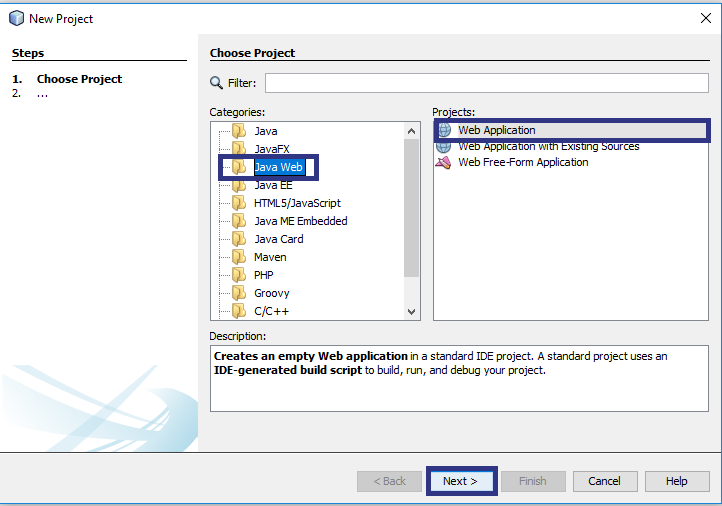 New Project
Steps
1. Choose Project
2. ...
Choose Project
Filter:
Categories:
Java
JavaFX
Java Web
Java EE
HTML5/JavaScript
Java ME Embedded
Java Card
Maven
PHP
Groovy
C/C++
Projects:
Web Application
Web Application with Existing Sources
Web Free-Form Application
Description:
Creates an empty Web application in a standard IDE project. A standard project uses an
IDE-generated build script to build, run, and debug your project.
< Back
Next >
Finish
Cancel
Help